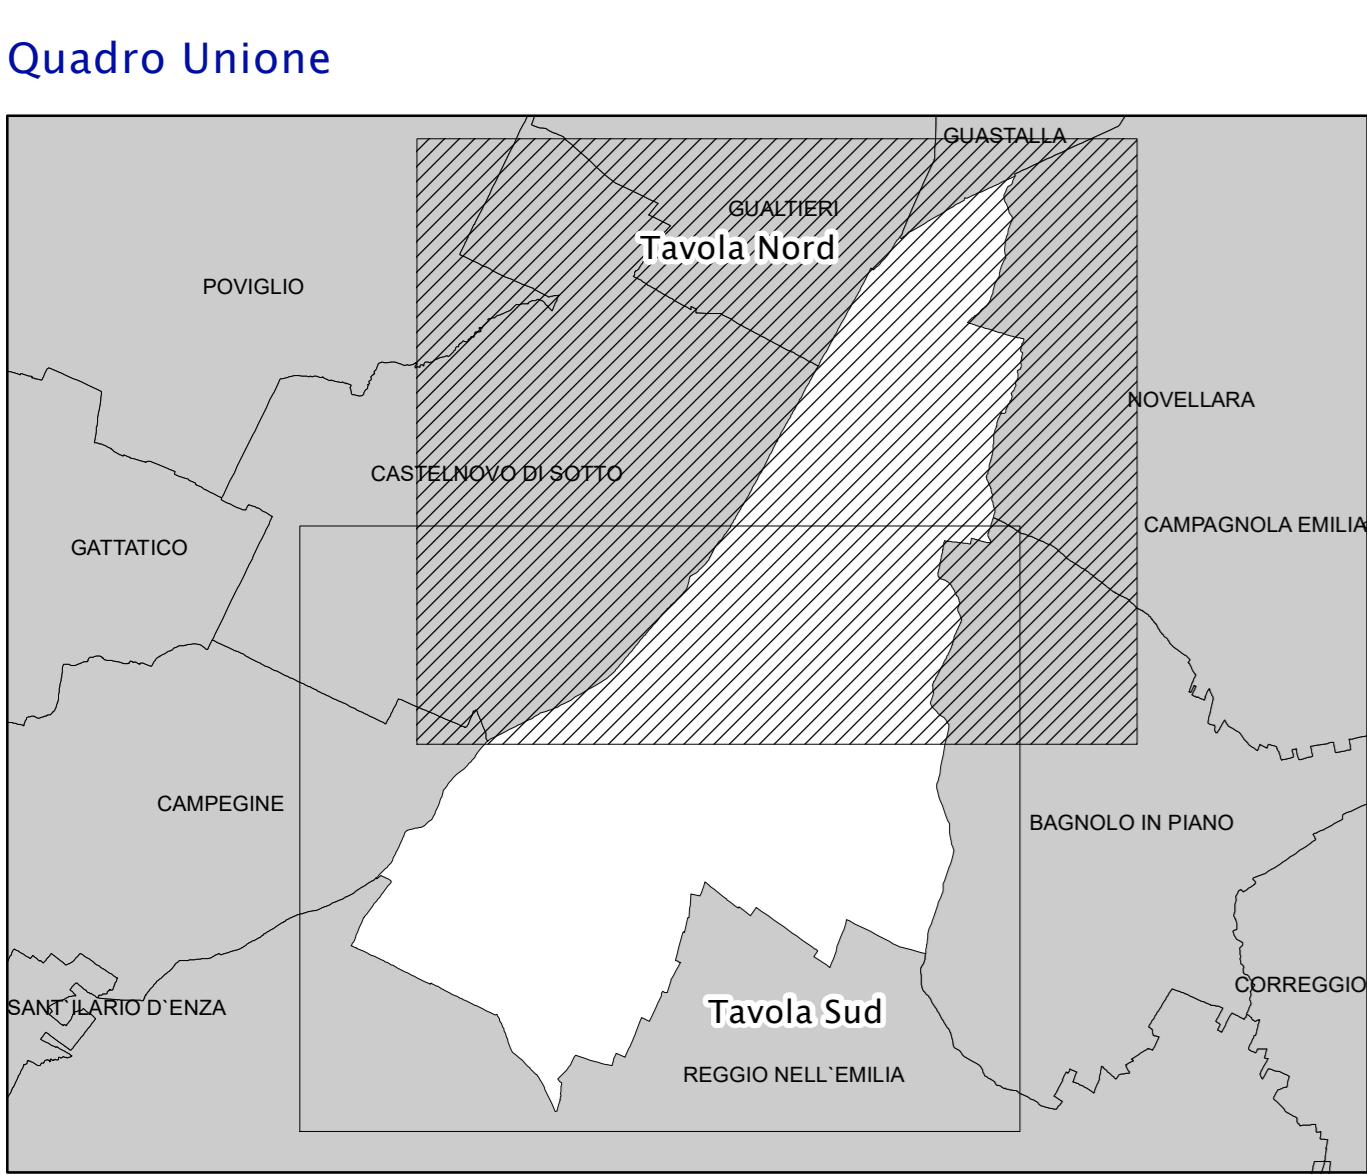 Quadro Unione
GUASTALLA
GUALTIERI
Tavola Nord
POVIGLIO
NOVELLARA
CASTELNOVO DI SOTTO
CAMPAGNOLA EMILIA
GATTATICO
CAMPEGINE
BAGNOLO IN PIANO
CORREGGIO
SANT`ILARIO D`ENZA
Tavola Sud
REGGIO NELL`EMILIA